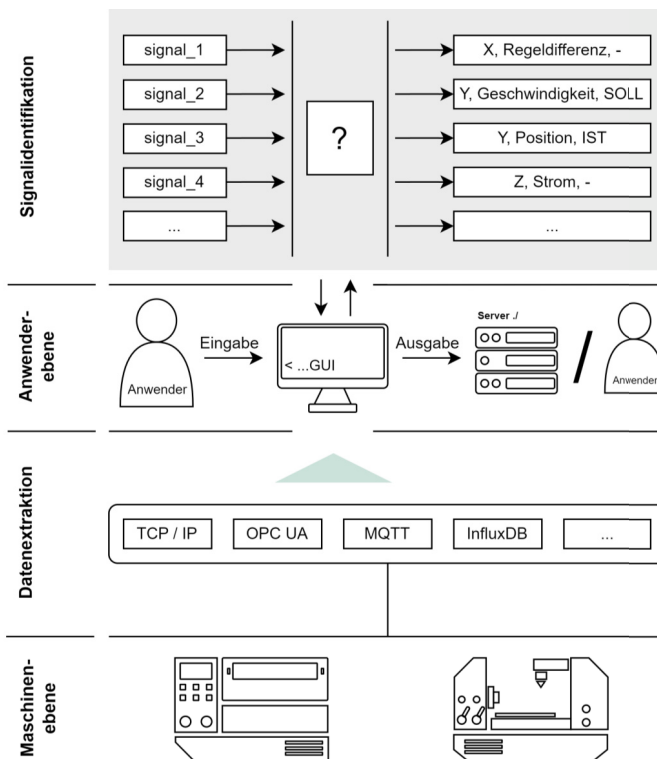 Signalidentifikation
signal_1
X, Regeldifferenz, -
signal_2
Y, Geschwindigkeit, SOLL
signal_3
?
Y, Position, IST
signal_4
Z, Strom, -
...
...
Anwender-
ebene
Anwender
Eingabe
< ...GUI
Ausgabe
Server ./
/
Anwender
Datenextraktion
TCP / IP
OPC UA
MQTT
InfluxDB
...
Maschinen-
ebene